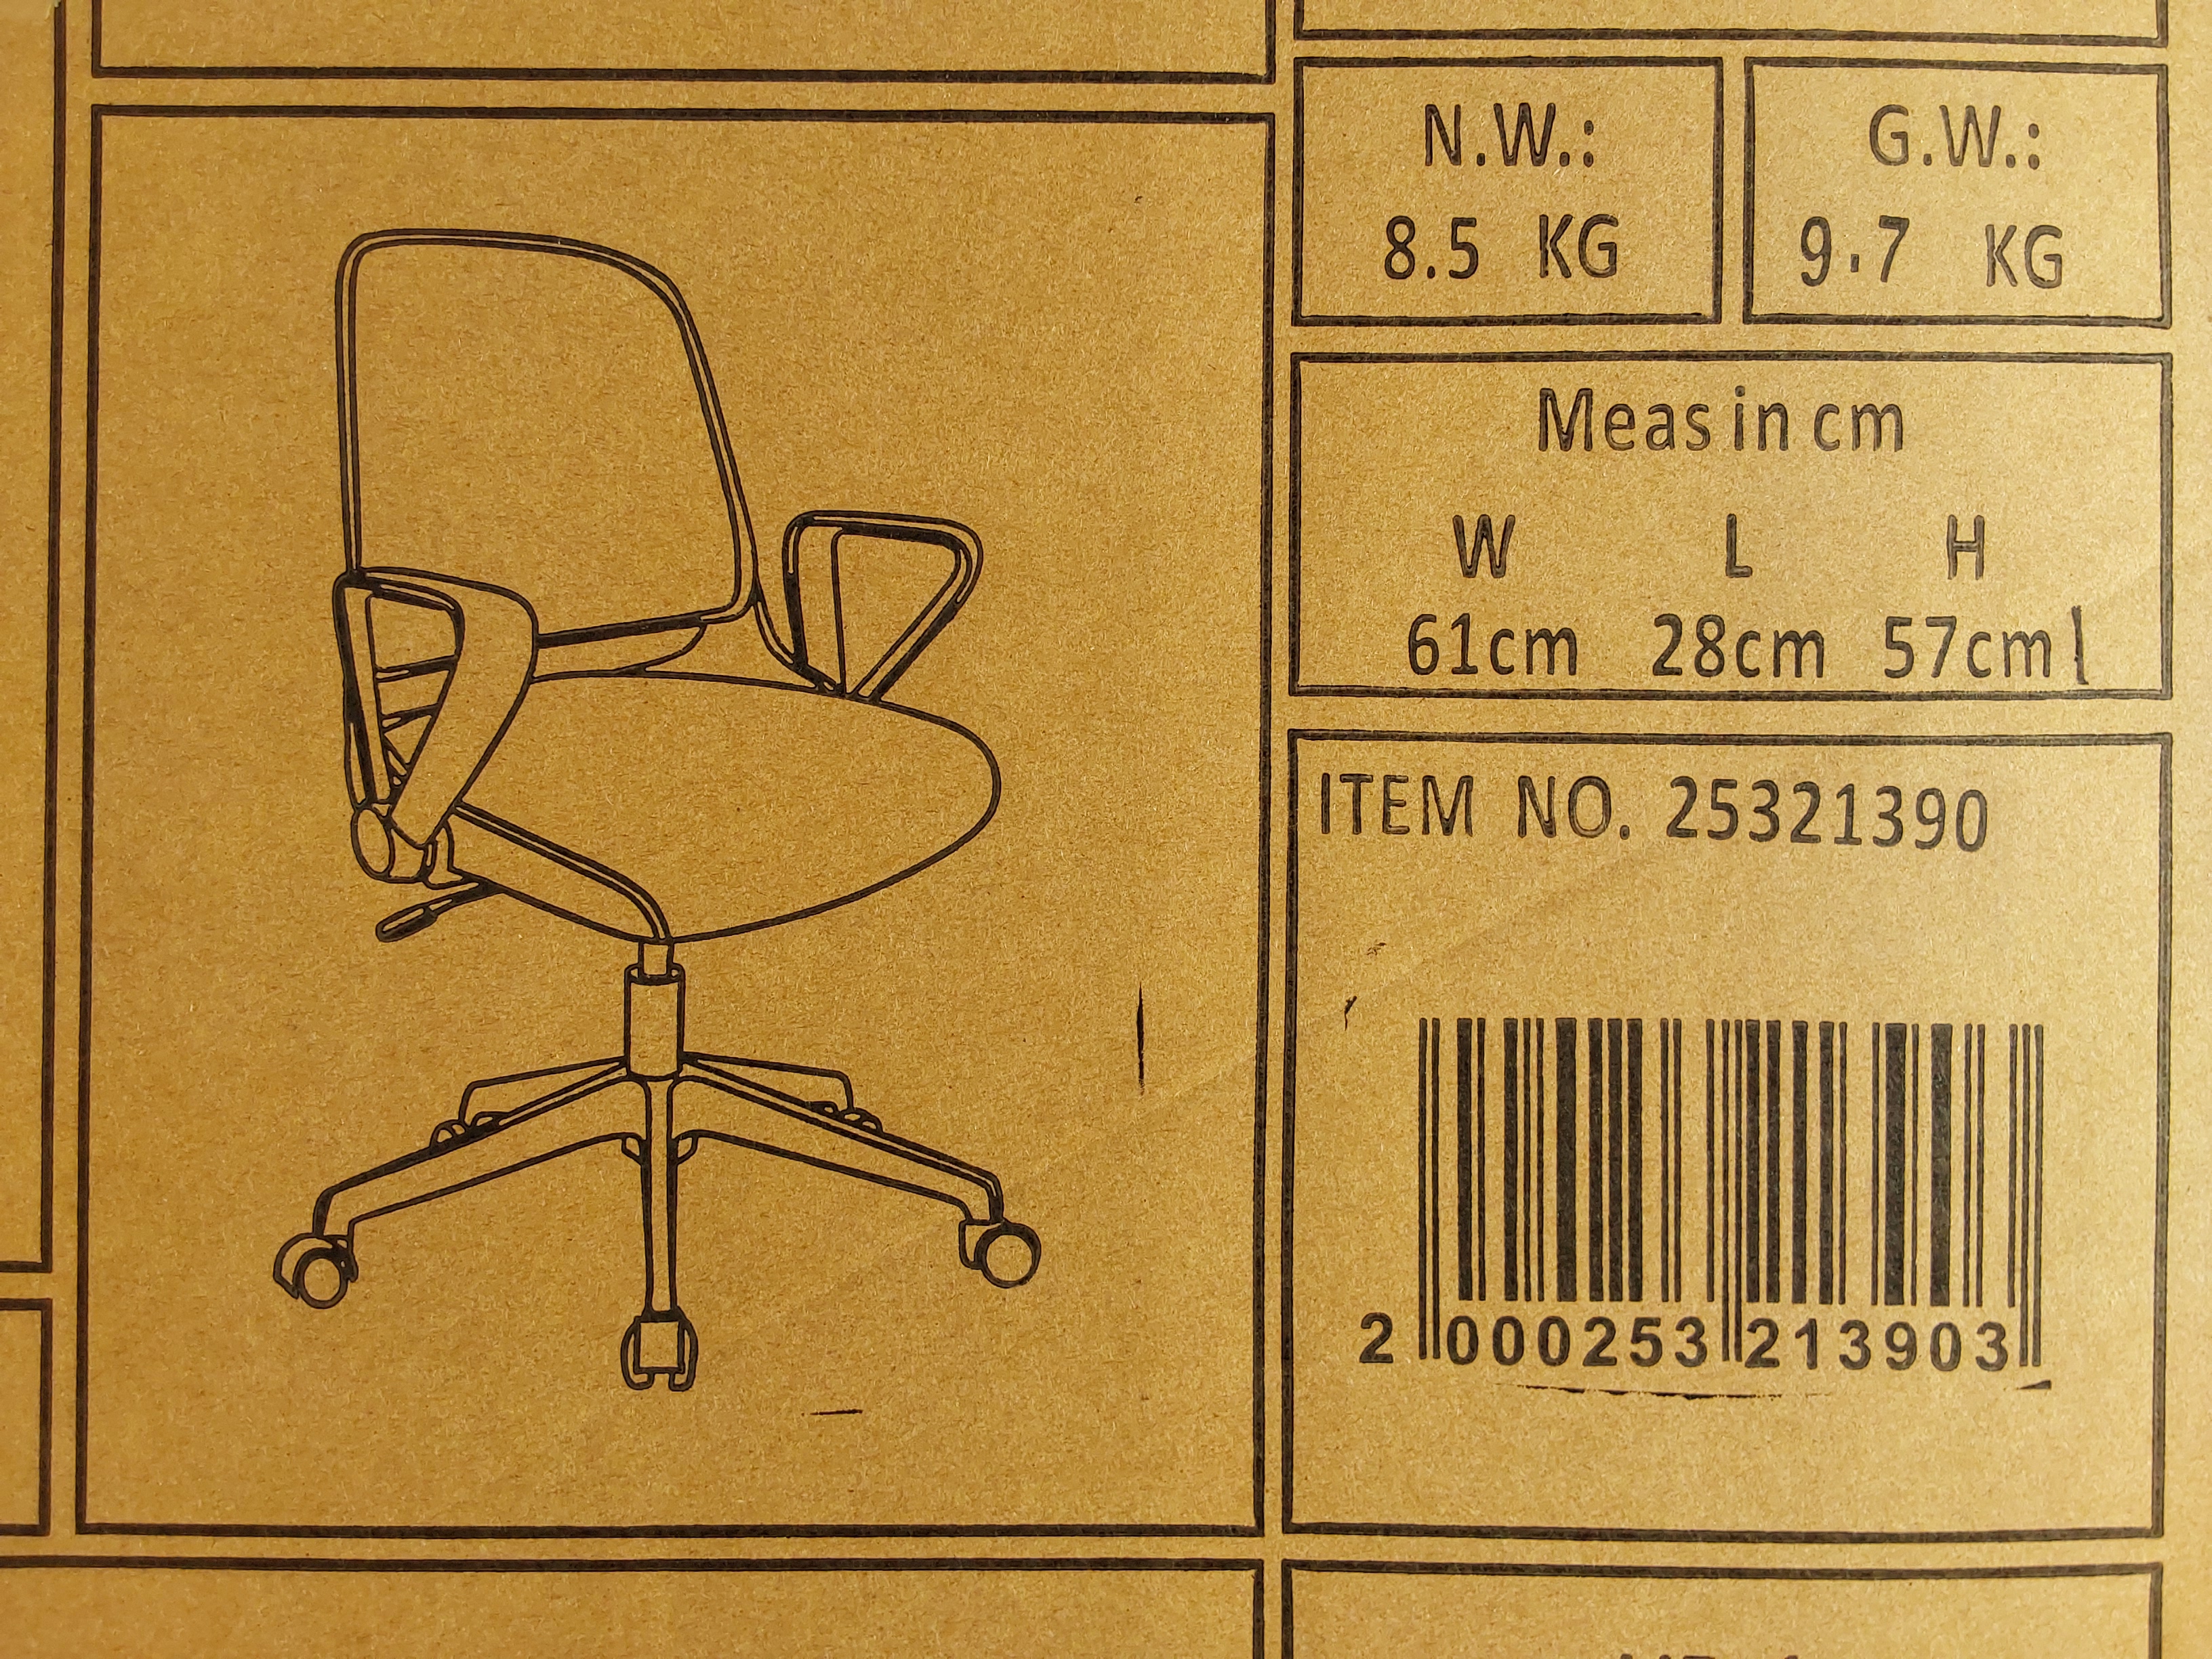 N.W.:
8.5 KG
G.W.:
9.7 KG
Meas in cm
W L H
61cm 28cm 57cm
ITEM NO. 25321390
2 000253 213903